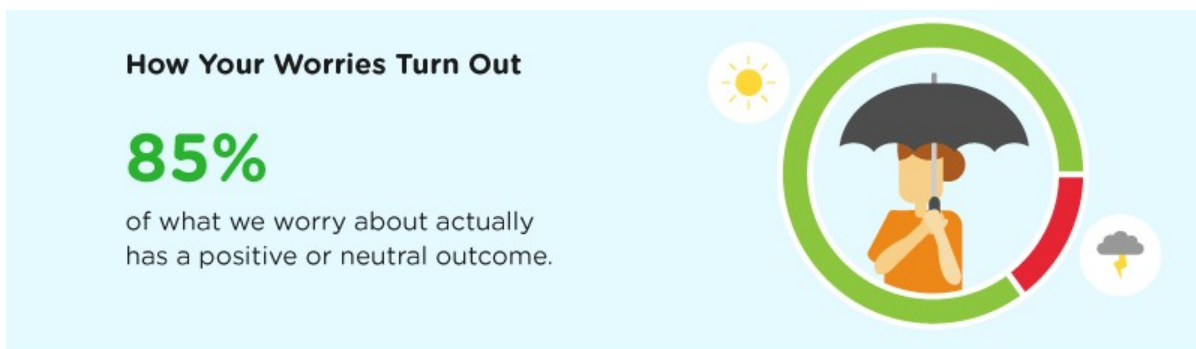 How Your Worries Turn Out
85%
of what we worry about actually
has a positive or neutral outcome.